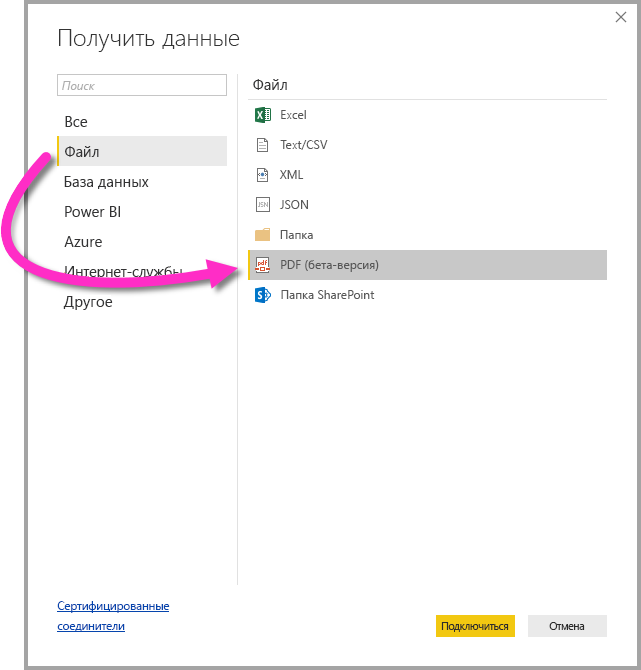 Получить данные
Поиск
Все
Файл
База данных
Power BI
Azure
Интернет-службы
Другое
Файл
Excel
Text/CSV
XML
JSON
Папка
PDF (бета-версия)
Папка SharePoint
Сертифицированные
соединители
Подключиться
Отмена